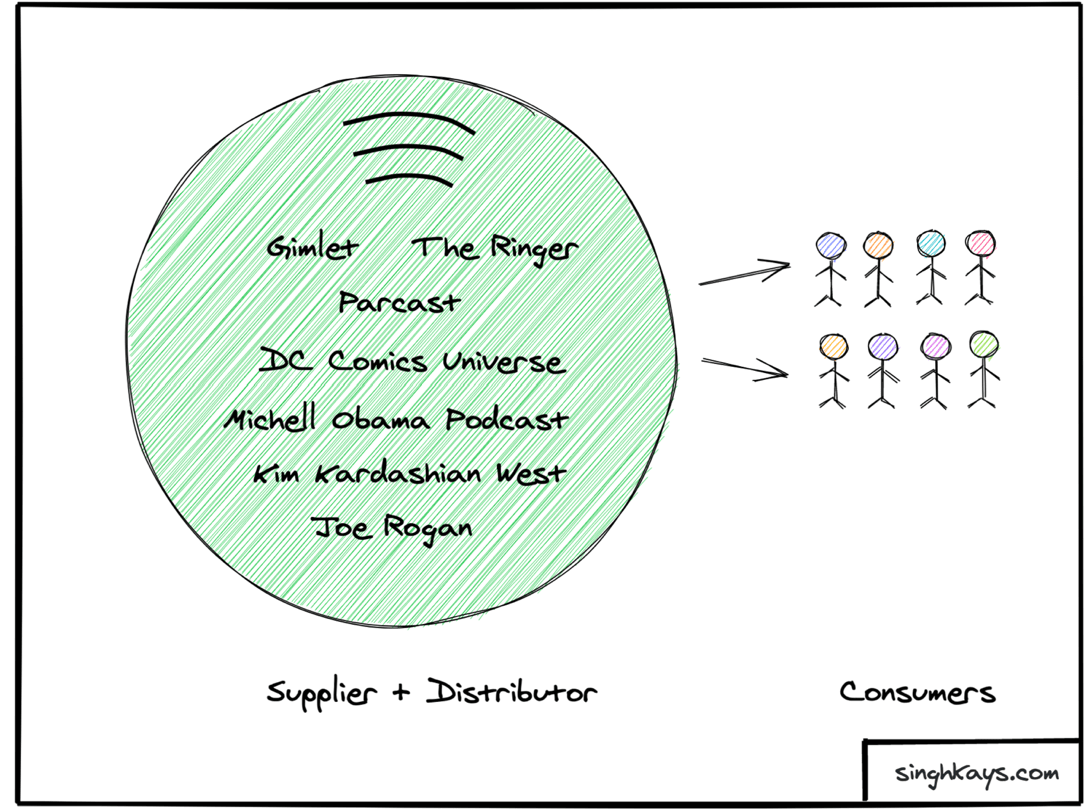 Gimlet The Ringer
Parcast
DC Comics Universe
Michell Obama Podcast
Kim Kardashian West
Joe Rogan
Supplier + Distributor Consumers
singhkays.com